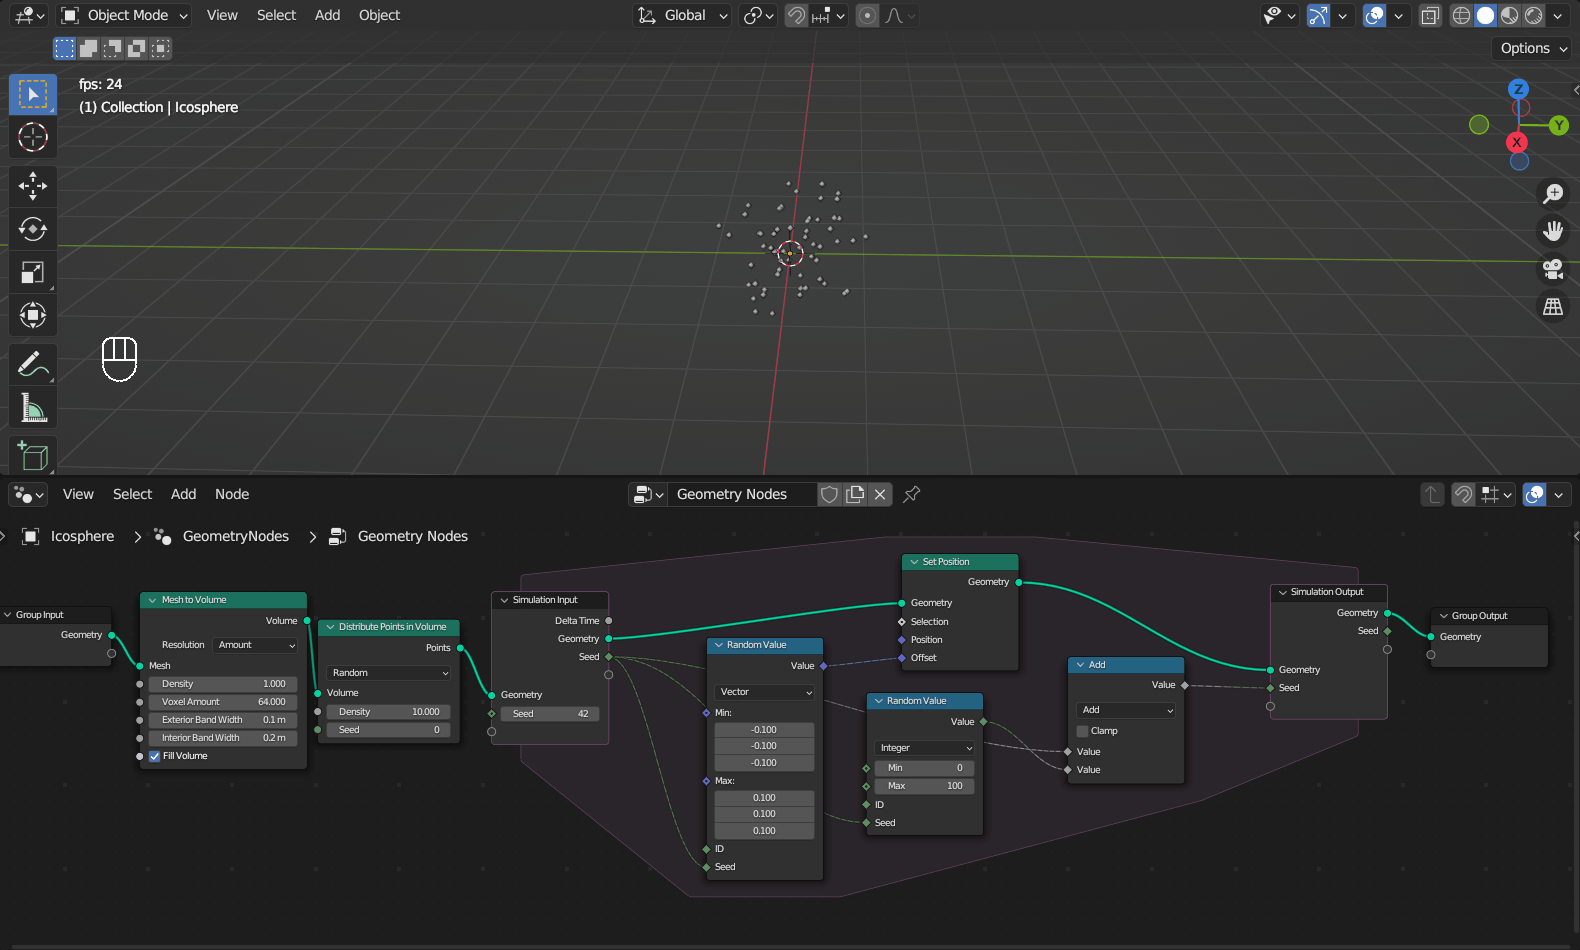 Object Mode
View
Select
Add
Object
Global
Options
fps: 24
(1) Collection | Icosphere
Z
Y
X
View
Select
Add
Node
Geometry Nodes
Icosphere
GeometryNodes
Geometry Nodes
Group Input
Geometry
Mesh to Volume
Volume
Resolution Amount
Mesh
Density 1.000
Voxel Amount 64.000
Exterior Band Width 0.1 m
Interior Band Width 0.2 m
Fill Volume
Distribute Points in Volume
Points
Random
Volume
Density 10.000
Seed 0
Simulation Input
Delta Time
Geometry
Seed
Geometry
Seed 42
Random Value
Value
Vector
Min:
-0.100
-0.100
-0.100
Max:
0.100
0.100
0.100
ID
Seed
Set Position
Geometry
Geometry
Selection
Position
Offset
Random Value
Value
Integer
Min 0
Max 100
ID
Seed
Add
Value
Add
Clamp
Value
Value
Simulation Output
Geometry
Seed
Geometry
Seed
Group Output
Geometry